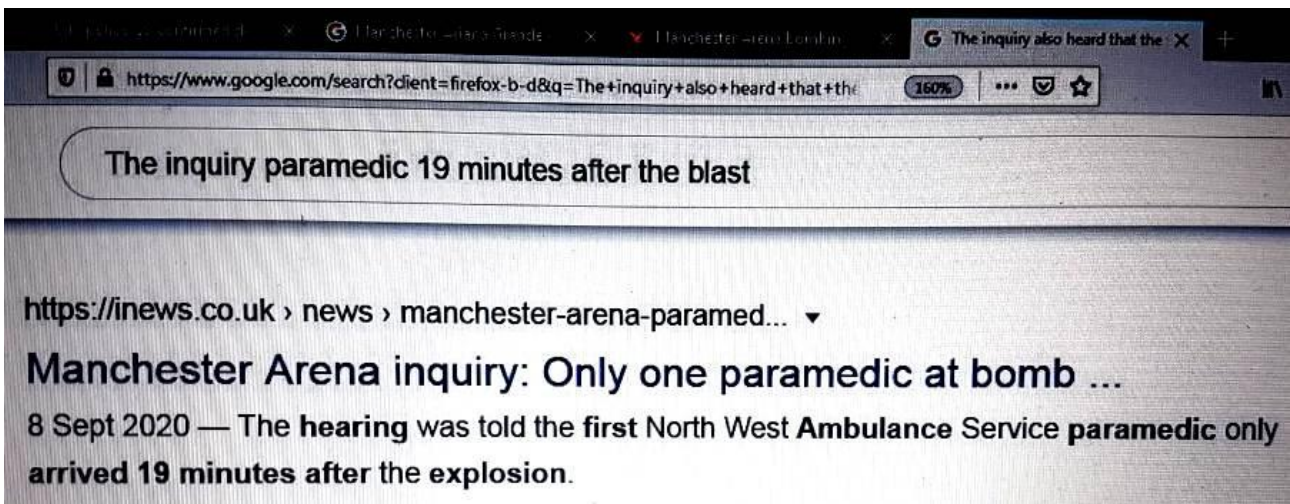 The inquiry also heard that the
https://www.google.com/search?client=firefox-b-d&q=The+inquiry+also+heard+that+the
160%
The inquiry paramedic 19 minutes after the blast
https://inews.co.uk › news › manchester-arena-paramed...
Manchester Arena inquiry: Only one paramedic at bomb ...
8 Sept 2020 — The hearing was told the first North West Ambulance Service paramedic only
arrived 19 minutes after the explosion.